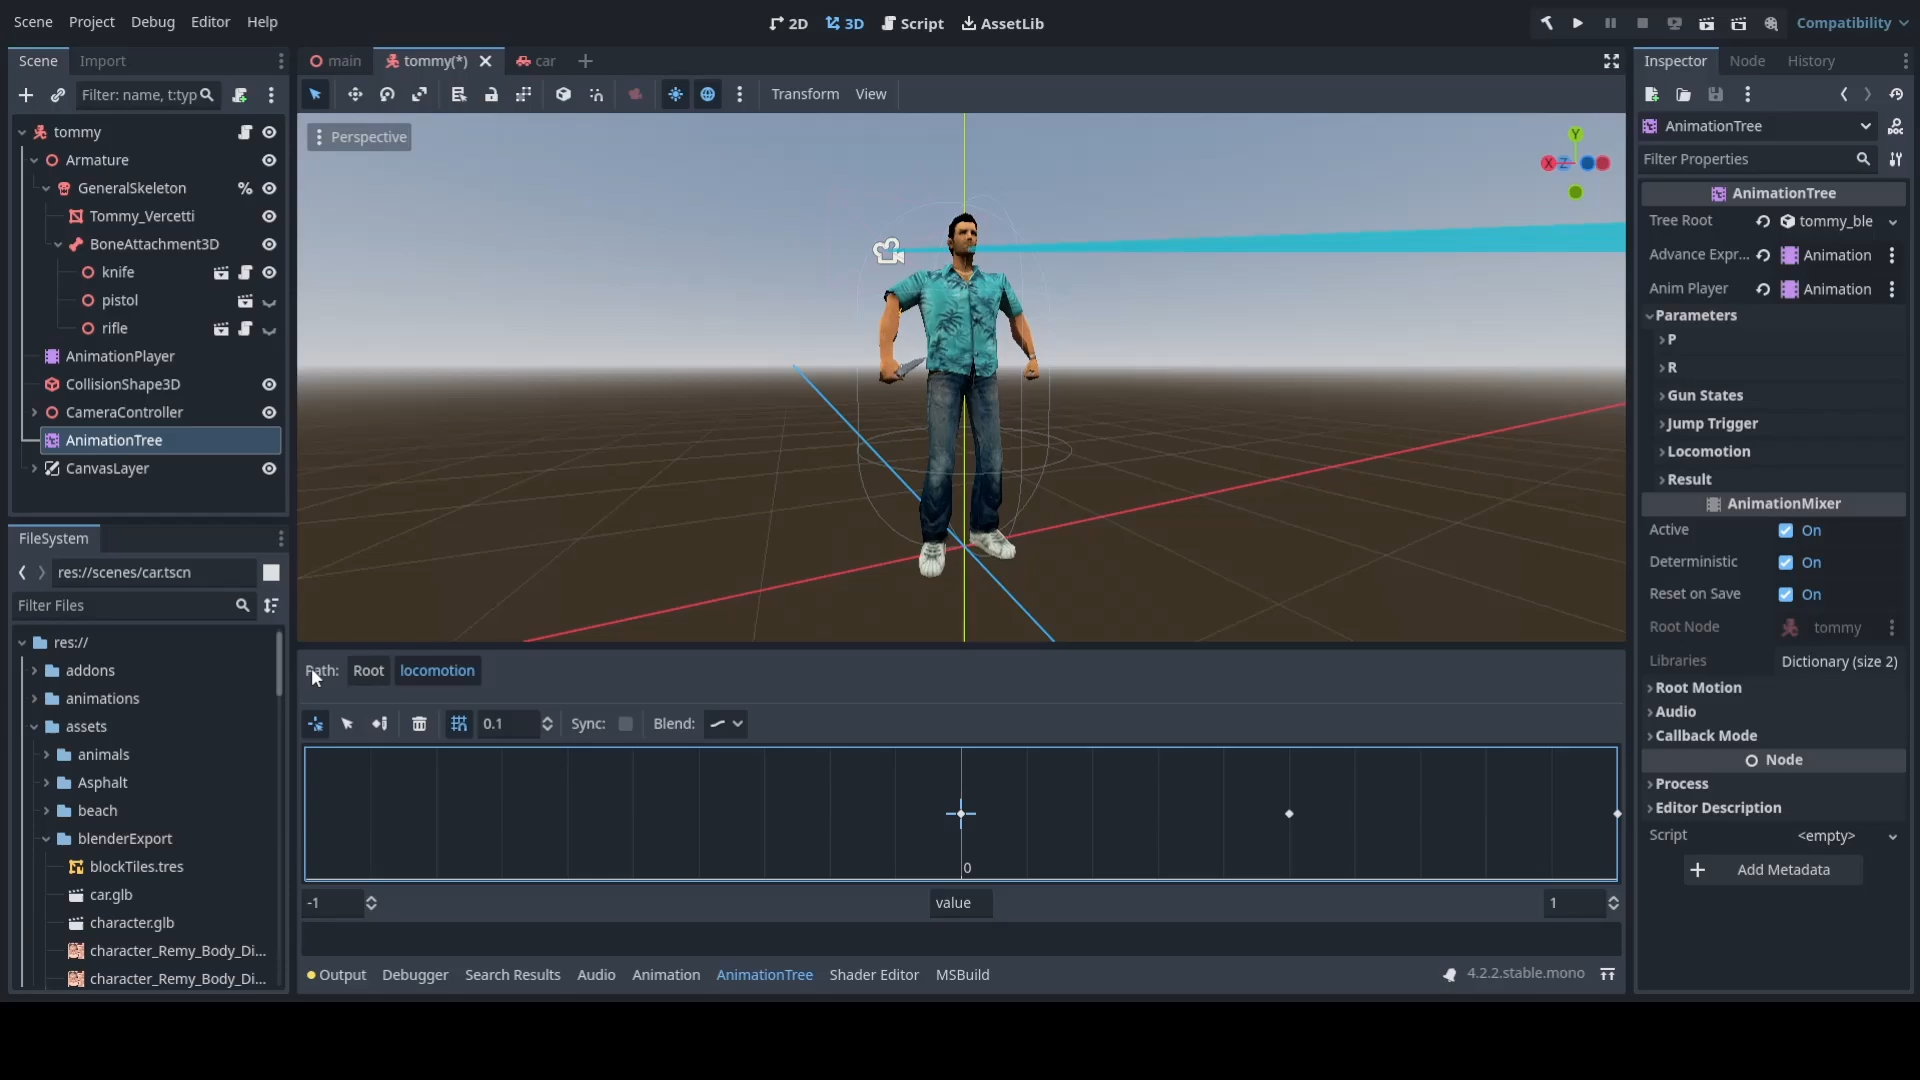 Scene Project Debug Editor Help
2D 3D Script AssetLib
Compatibility
Scene Import
Filter: name, t:typ
tommy
Armature
GeneralSkeleton
Tommy_Vercetti
BoneAttachment3D
knife
pistol
rifle
AnimationPlayer
CollisionShape3D
CameraController
AnimationTree
CanvasLayer
FileSystem
res://scenes/car.tscn
Filter Files
res://
addons
animations
assets
animals
Asphalt
beach
blenderExport
blockTiles.tres
car.glb
character.glb
character_Remy_Body_Di...
character_Remy_Body_Di...
main tommy(*) car
Transform View
Perspective
Y
X Z
Path: Root locomotion
0.1 Sync: Blend:
0
-1 value 1
Output Debugger Search Results Audio Animation AnimationTree Shader Editor MSBuild
4.2.2.stable.mono
Inspector Node History
AnimationTree
Filter Properties
AnimationTree
Tree Root tommy_ble
Advance Expr... Animation
Anim Player Animation
Parameters
P
R
Gun States
Jump Trigger
Locomotion
Result
AnimationMixer
Active On
Deterministic On
Reset on Save On
Root Node tommy
Libraries Dictionary (size 2)
Root Motion
Audio
Callback Mode
Node
Process
Editor Description
Script <empty>
Add Metadata